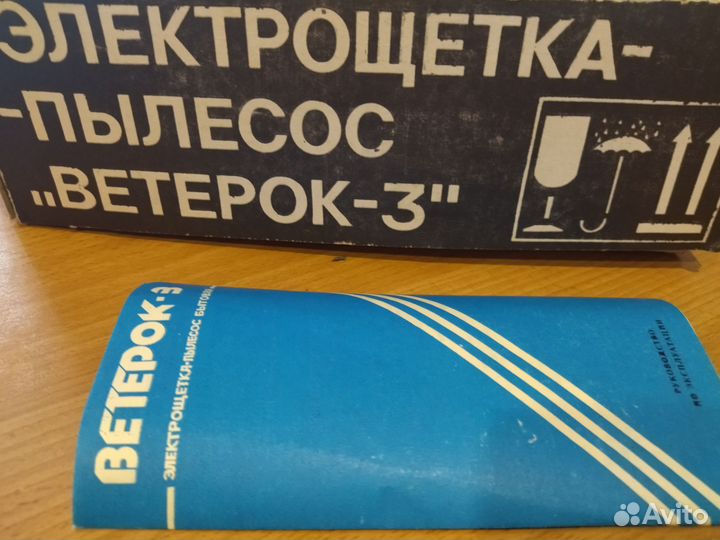 ЭЛЕКТРОЩЕТКА-
-ПЫЛЕСОС
„ВЕТЕРОК-3"
ВЕТЕРОК-3
ЭЛЕКТРОЩЕТКА-ПЫЛЕСОС БЫТОВАЯ
РУКОВОДСТВО
ПО ЭКСПЛУАТАЦИИ
Avito